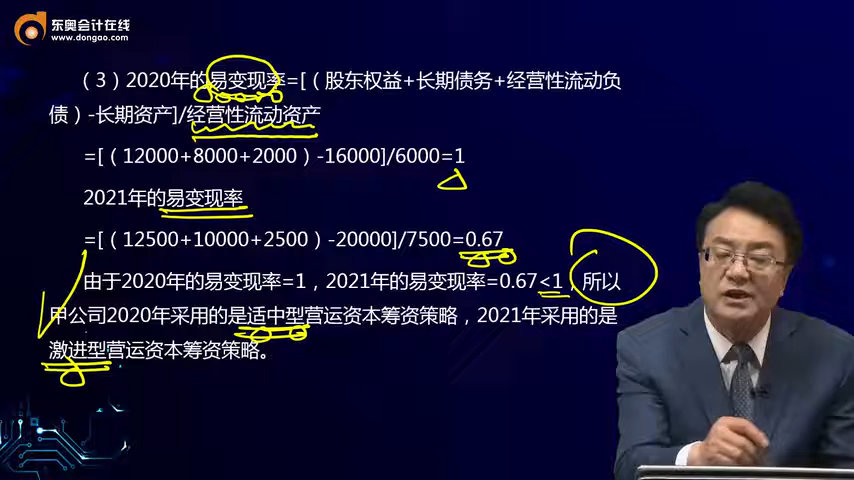 东奥会计在线
www.dongao.com
（3）2020年的易变现率=[（股东权益+长期债务+经营性流动负
债）-长期资产]/经营性流动资产
=[（12000+8000+2000）-16000]/6000=1
2021年的易变现率
=[（12500+10000+2500）-20000]/7500=0.67
由于2020年的易变现率=1，2021年的易变现率=0.67<1，所以
甲公司2020年采用的是适中型营运资本筹资策略，2021年采用的是
激进型营运资本筹资策略。